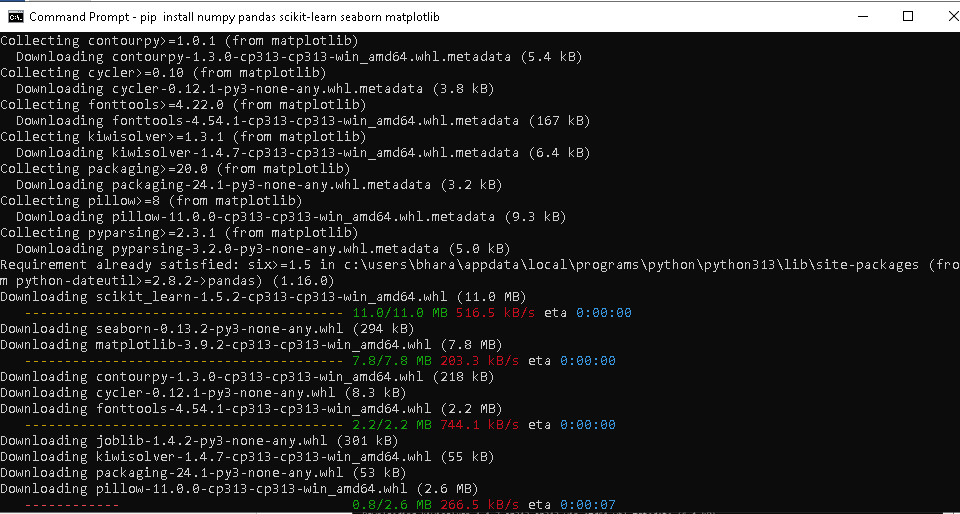 Command Prompt - pip  install numpy pandas scikit-learn seaborn matplotlib
Collecting contourpy>=1.0.1 (from matplotlib)
  Downloading contourpy-1.3.0-cp313-cp313-win_amd64.whl.metadata (5.4 kB)
Collecting cycler>=0.10 (from matplotlib)
  Downloading cycler-0.12.1-py3-none-any.whl.metadata (3.8 kB)
Collecting fonttools>=4.22.0 (from matplotlib)
  Downloading fonttools-4.54.1-cp313-cp313-win_amd64.whl.metadata (167 kB)
Collecting kiwisolver>=1.3.1 (from matplotlib)
  Downloading kiwisolver-1.4.7-cp313-cp313-win_amd64.whl.metadata (6.4 kB)
Collecting packaging>=20.0 (from matplotlib)
  Downloading packaging-24.1-py3-none-any.whl.metadata (3.2 kB)
Collecting pillow>=8 (from matplotlib)
  Downloading pillow-11.0.0-cp313-cp313-win_amd64.whl.metadata (9.3 kB)
Collecting pyparsing>=2.3.1 (from matplotlib)
  Downloading pyparsing-3.2.0-py3-none-any.whl.metadata (5.0 kB)
Requirement already satisfied: six>=1.5 in c:\users\bhara\appdata\local\programs\python\python313\lib\site-packages (fro
m python-dateutil>=2.8.2->pandas) (1.16.0)
Downloading scikit_learn-1.5.2-cp313-cp313-win_amd64.whl (11.0 MB)
   ---------------------------------------- 11.0/11.0 MB 516.5 kB/s eta 0:00:00
Downloading seaborn-0.13.2-py3-none-any.whl (294 kB)
Downloading matplotlib-3.9.2-cp313-cp313-win_amd64.whl (7.8 MB)
   ---------------------------------------- 7.8/7.8 MB 203.3 kB/s eta 0:00:00
Downloading contourpy-1.3.0-cp313-cp313-win_amd64.whl (218 kB)
Downloading cycler-0.12.1-py3-none-any.whl (8.3 kB)
Downloading fonttools-4.54.1-cp313-cp313-win_amd64.whl (2.2 MB)
   ---------------------------------------- 2.2/2.2 MB 744.1 kB/s eta 0:00:00
Downloading joblib-1.4.2-py3-none-any.whl (301 kB)
Downloading kiwisolver-1.4.7-cp313-cp313-win_amd64.whl (55 kB)
Downloading packaging-24.1-py3-none-any.whl (53 kB)
Downloading pillow-11.0.0-cp313-cp313-win_amd64.whl (2.6 MB)
   ------------                             0.8/2.6 MB 266.5 kB/s eta 0:00:07